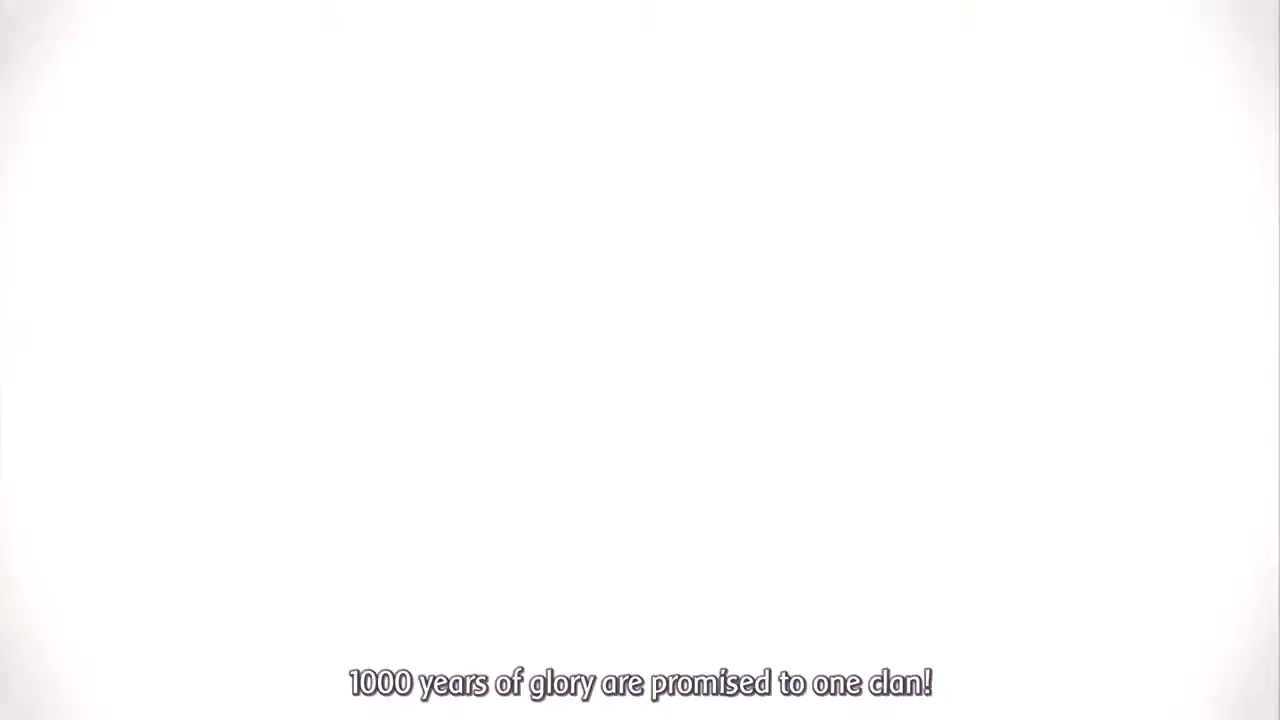 1000 years of glory are promised to one clan!